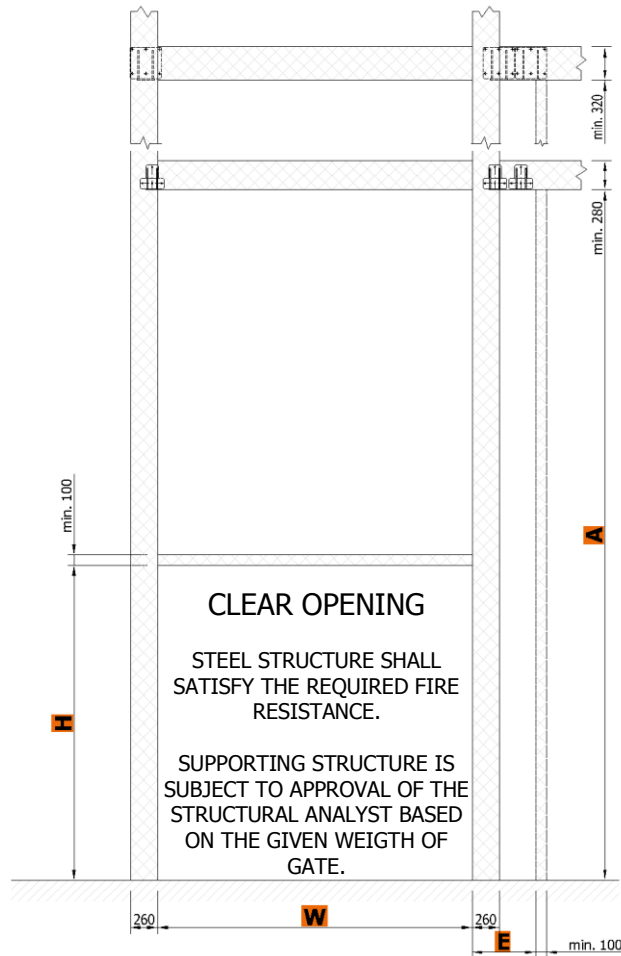 min. 320
min. 280
A
min. 100
CLEAR OPENING
STEEL STRUCTURE SHALL
SATISFY THE REQUIRED FIRE
RESISTANCE.
H
SUPPORTING STRUCTURE IS
SUBJECT TO APPROVAL OF THE
STRUCTURAL ANALYST BASED
ON THE GIVEN WEIGTH OF
GATE.
260
W
260
E
min. 100